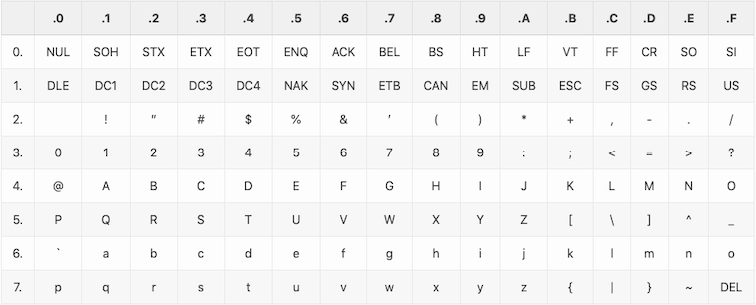 .0 .1 .2 .3 .4 .5 .6 .7 .8 .9 .A .B .C .D .E .F
0. NUL SOH STX ETX EOT ENQ ACK BEL BS HT LF VT FF CR SO SI
1. DLE DC1 DC2 DC3 DC4 NAK SYN ETB CAN EM SUB ESC FS GS RS US
2. ! " # $ % & ' ( ) * + , - . /
3. 0 1 2 3 4 5 6 7 8 9 : ; < = > ?
4. @ A B C D E F G H I J K L M N O
5. P Q R S T U V W X Y Z [ \ ] ^ _
6. ` a b c d e f g h i j k l m n o
7. p q r s t u v w x y z { | } ~ DEL